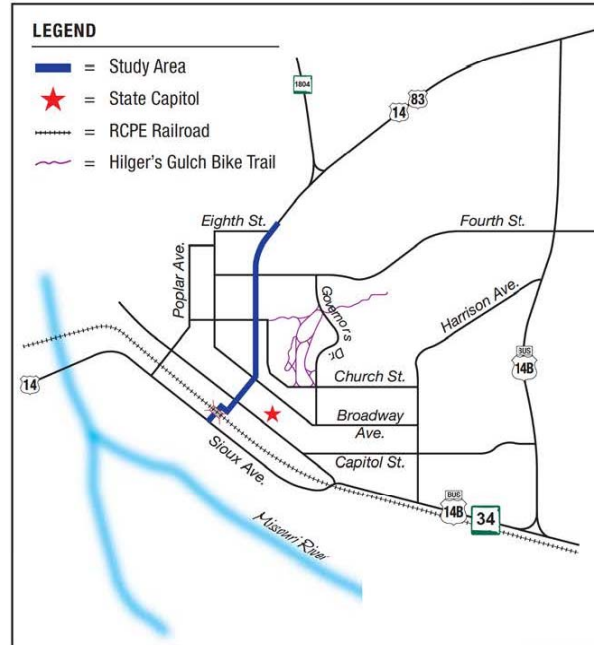 LEGEND
= Study Area
= State Capitol
= RCPE Railroad
= Hilger's Gulch Bike Trail
1804
83
14
Eighth St.
Fourth St.
Poplar Ave.
Governors
Dr.
Harrison Ave.
BUS
14B
14
Church St.
Broadway
Ave.
Capitol St.
Sioux Ave.
BUS
14B
34
Missouri River